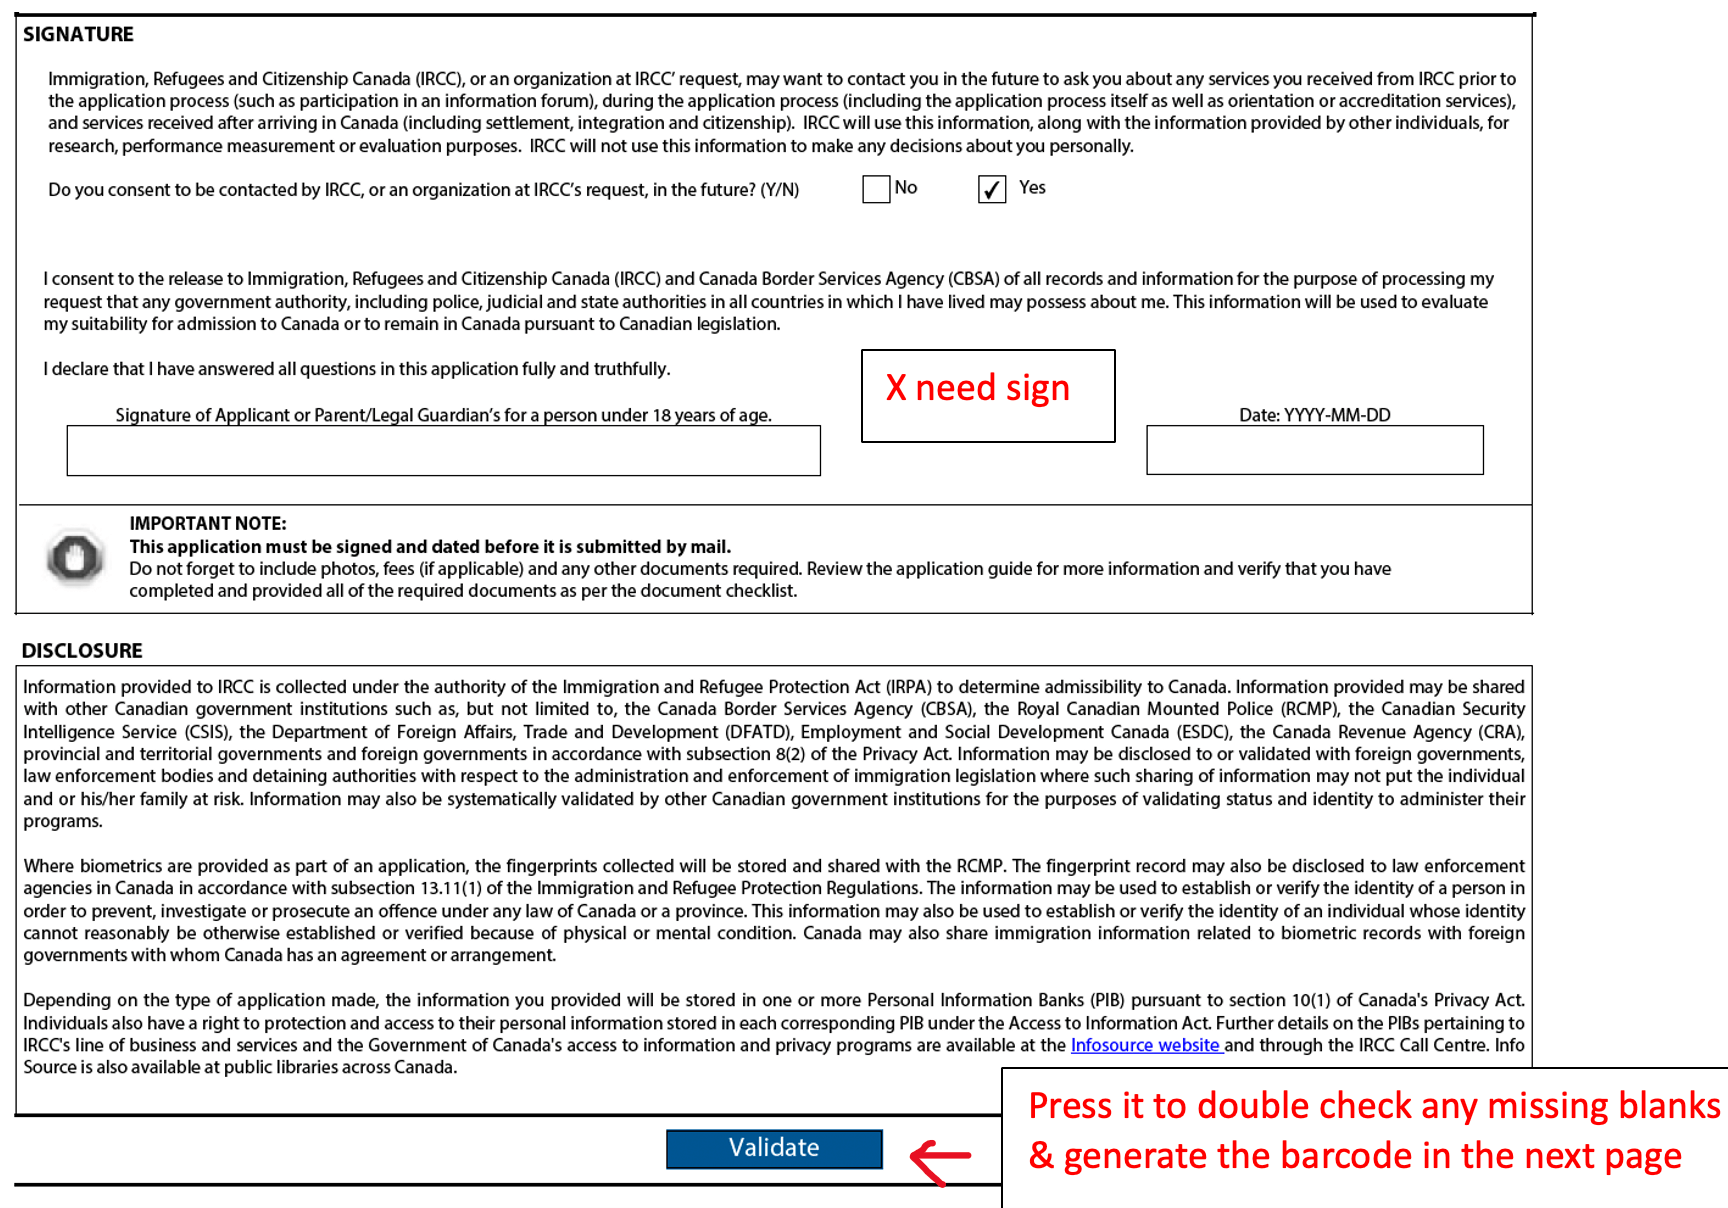 SIGNATURE
Immigration, Refugees and Citizenship Canada (IRCC), or an organization at IRCC’ request, may want to contact you in the future to ask you about any services you received from IRCC prior to
the application process (such as participation in an information forum), during the application process (including the application process itself as well as orientation or accreditation services),
and services received after arriving in Canada (including settlement, integration and citizenship). IRCC will use this information, along with the information provided by other individuals, for
research, performance measurement or evaluation purposes. IRCC will not use this information to make any decisions about you personally.
Do you consent to be contacted by IRCC, or an organization at IRCC’s request, in the future? (Y/N) No ✓ Yes
I consent to the release to Immigration, Refugees and Citizenship Canada (IRCC) and Canada Border Services Agency (CBSA) of all records and information for the purpose of processing my
request that any government authority, including police, judicial and state authorities in all countries in which I have lived may possess about me. This information will be used to evaluate
my suitability for admission to Canada or to remain in Canada pursuant to Canadian legislation.
I declare that I have answered all questions in this application fully and truthfully.
X need sign
Signature of Applicant or Parent/Legal Guardian’s for a person under 18 years of age.
Date: YYYY-MM-DD
IMPORTANT NOTE:
This application must be signed and dated before it is submitted by mail.
Do not forget to include photos, fees (if applicable) and any other documents required. Review the application guide for more information and verify that you have
completed and provided all of the required documents as per the document checklist.
DISCLOSURE
Information provided to IRCC is collected under the authority of the Immigration and Refugee Protection Act (IRPA) to determine admissibility to Canada. Information provided may be shared
with other Canadian government institutions such as, but not limited to, the Canada Border Services Agency (CBSA), the Royal Canadian Mounted Police (RCMP), the Canadian Security
Intelligence Service (CSIS), the Department of Foreign Affairs, Trade and Development (DFATD), Employment and Social Development Canada (ESDC), the Canada Revenue Agency (CRA),
provincial and territorial governments and foreign governments in accordance with subsection 8(2) of the Privacy Act. Information may be disclosed to or validated with foreign governments,
law enforcement bodies and detaining authorities with respect to the administration and enforcement of immigration legislation where such sharing of information may not put the individual
and or his/her family at risk. Information may also be systematically validated by other Canadian government institutions for the purposes of validating status and identity to administer their
programs.
Where biometrics are provided as part of an application, the fingerprints collected will be stored and shared with the RCMP. The fingerprint record may also be disclosed to law enforcement
agencies in Canada in accordance with subsection 13.11(1) of the Immigration and Refugee Protection Regulations. The information may be used to establish or verify the identity of a person in
order to prevent, investigate or prosecute an offence under any law of Canada or a province. This information may also be used to establish or verify the identity of an individual whose identity
cannot reasonably be otherwise established or verified because of physical or mental condition. Canada may also share immigration information related to biometric records with foreign
governments with whom Canada has an agreement or arrangement.
Depending on the type of application made, the information you provided will be stored in one or more Personal Information Banks (PIB) pursuant to section 10(1) of Canada's Privacy Act.
Individuals also have a right to protection and access to their personal information stored in each corresponding PIB under the Access to Information Act. Further details on the PIBs pertaining to
IRCC's line of business and services and the Government of Canada's access to information and privacy programs are available at the Infosource website and through the IRCC Call Centre. Info
Source is also available at public libraries across Canada.
Validate
Press it to double check any missing blanks
& generate the barcode in the next page